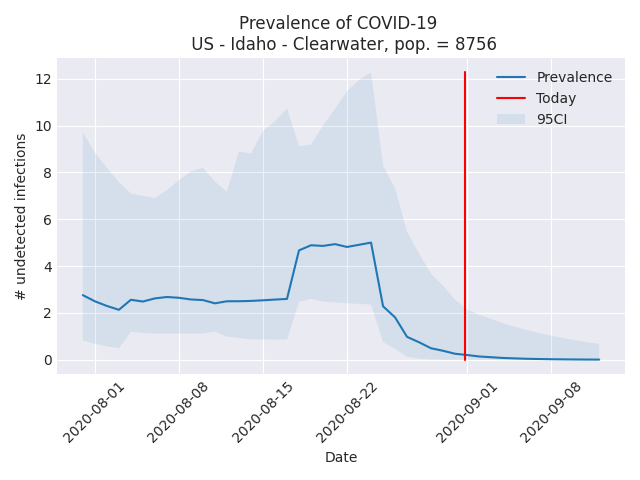 Prevalence of COVID-19
US - Idaho - Clearwater, pop. = 8756
Prevalence
Today
95CI
# undetected infections
12
10
8
6
4
2
0
2020-08-01
2020-08-08
2020-08-15
2020-08-22
2020-09-01
2020-09-08
Date